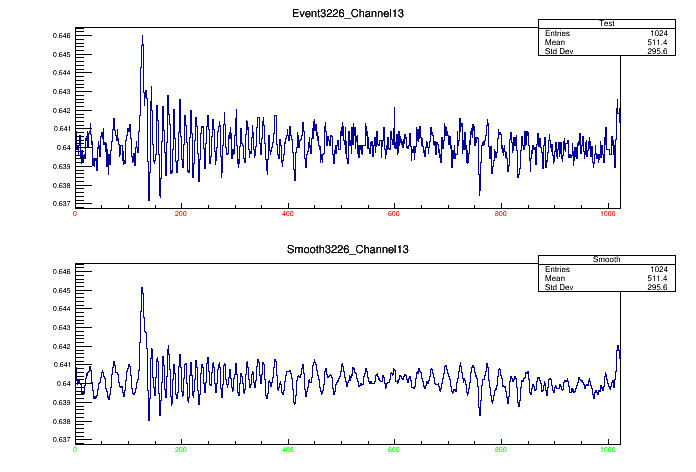 Event3226_Channel13
Test
Entries 1024
Mean 511.4
Std Dev 295.6
0.646
0.645
0.644
0.643
0.642
0.641
0.64
0.639
0.638
0.637
0 200 400 600 800 1000
Smooth3226_Channel13
Smooth
Entries 1024
Mean 511.4
Std Dev 295.6
0.646
0.645
0.644
0.643
0.642
0.641
0.64
0.639
0.638
0.637
0 200 400 600 800 1000